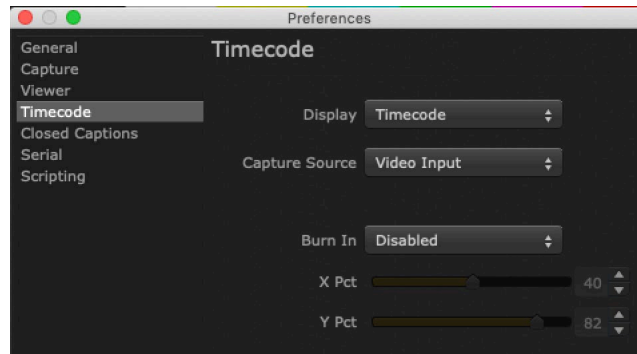 Preferences
General
Capture
Viewer
Timecode
Closed Captions
Serial
Scripting
Timecode
Display Timecode
Capture Source Video Input
Burn In Disabled
X Pct 40
Y Pct 82